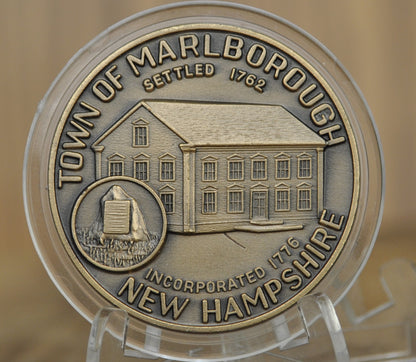 TOWN OF MARLBOROUGH
SETTLED 1762
INCORPORATED 1776
NEW HAMPSHIRE